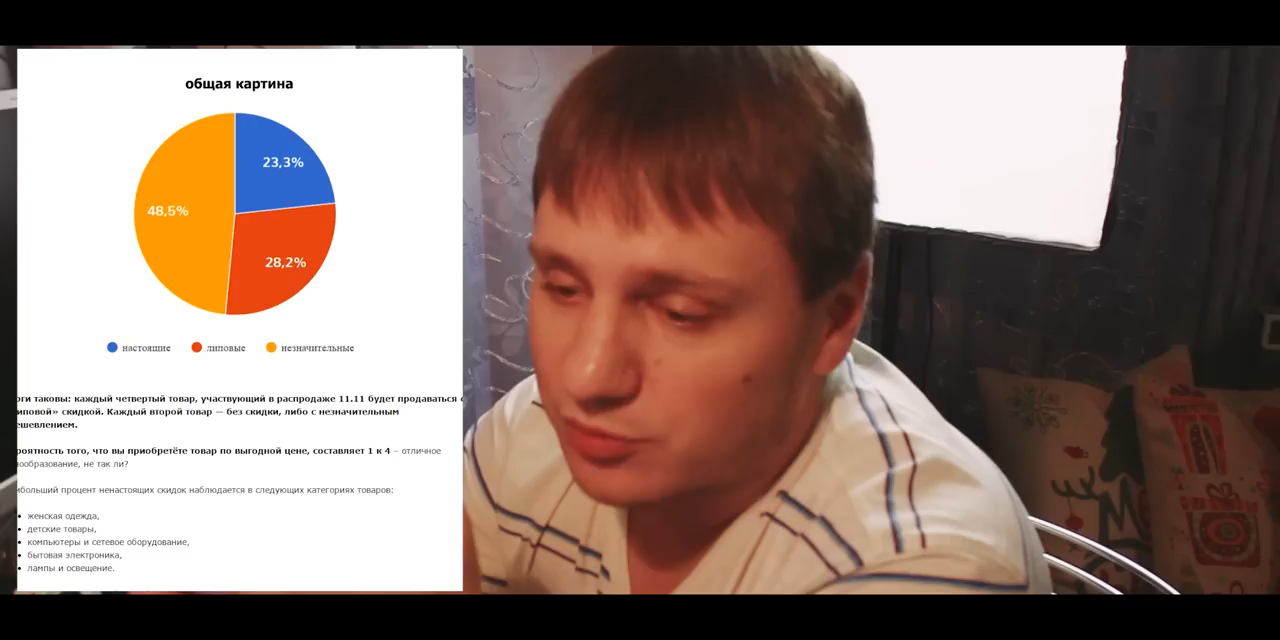 общая картина
23,3%
48,5%
28,2%
настоящие липовые незначительные
таковы: каждый четвертый товар, участвующий в распродаже 11.11 будет продаваться
скидкой. Каждый второй товар — без скидки, либо с незначительным
того, что вы приобретёте товар по выгодной цене, составляет 1 к 4 – отличное
не так ли?
процент ненастоящих скидок наблюдается в следующих категориях товаров:
женская одежда,
детские товары,
компьютеры и сетевое оборудование,
бытовая электроника,
лампы и освещение.